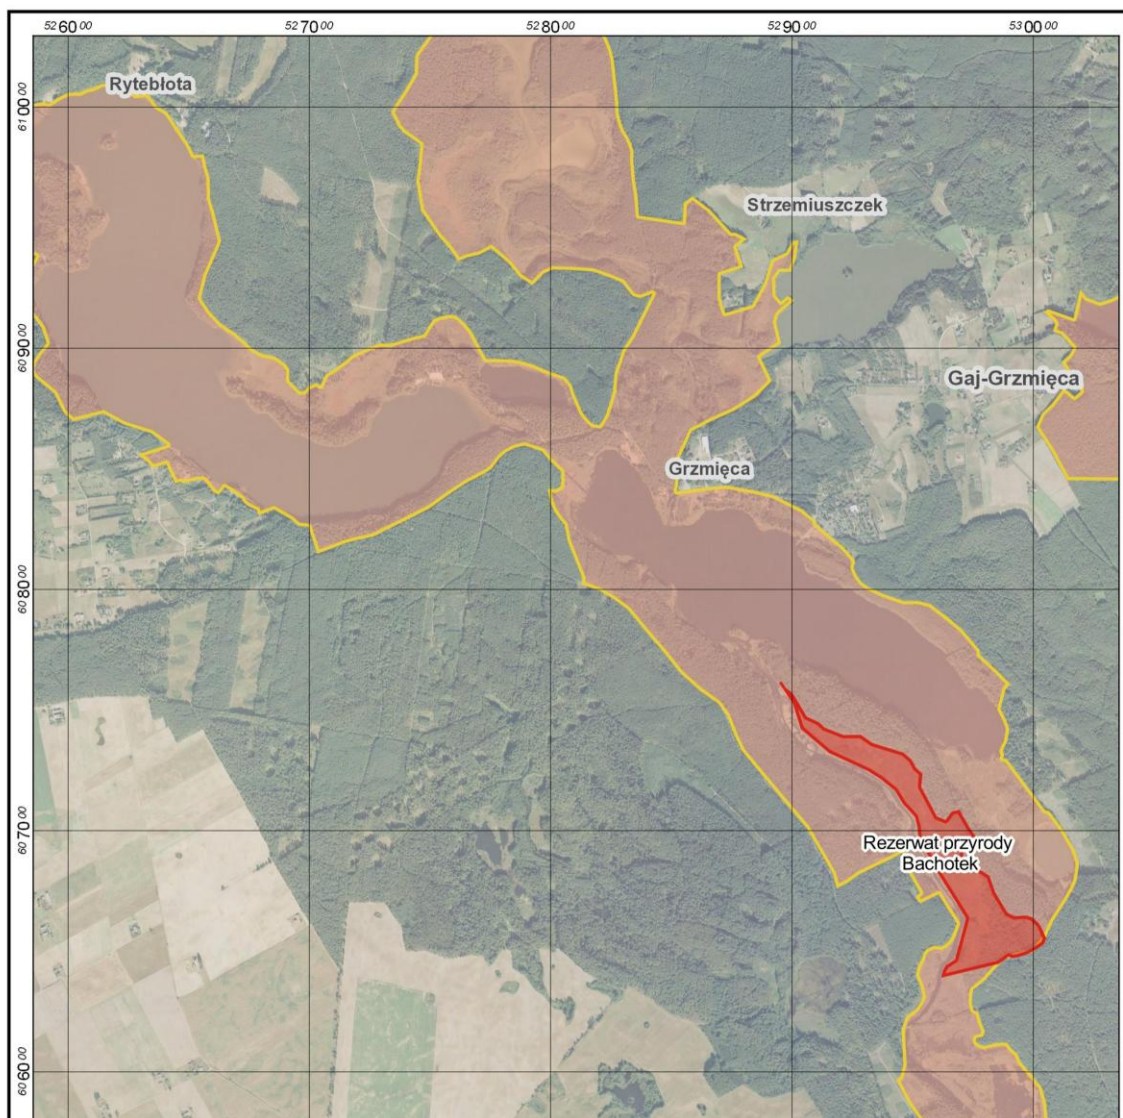 5260 00 5270 00 5280 00 5290 00 5300 00
6100 00
Rytebłota
Strzemiuszczek
6090 00
Gaj-Grzmięca
Grzmięca
6080 00
6070 00
Rezerwat przyrody
Bachotek
6060 00